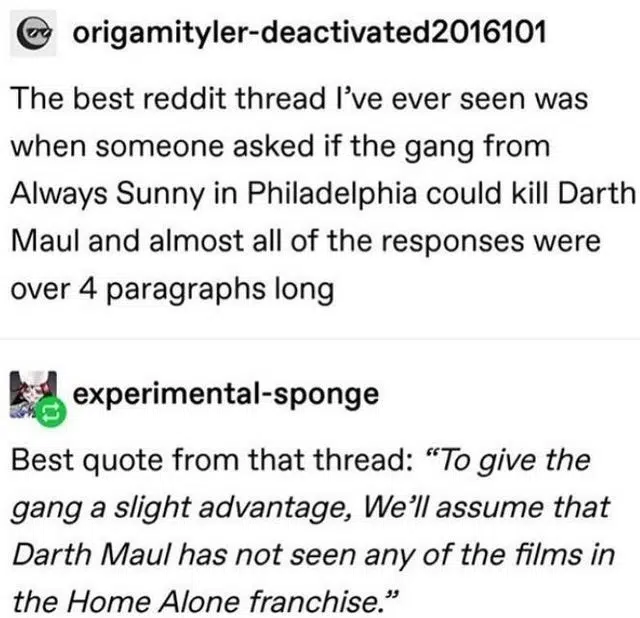 origamityler-deactivated2016101
The best reddit thread I’ve ever seen was
when someone asked if the gang from
Always Sunny in Philadelphia could kill Darth
Maul and almost all of the responses were
over 4 paragraphs long
experimental-sponge
Best quote from that thread: “To give the
gang a slight advantage, We’ll assume that
Darth Maul has not seen any of the films in
the Home Alone franchise.”